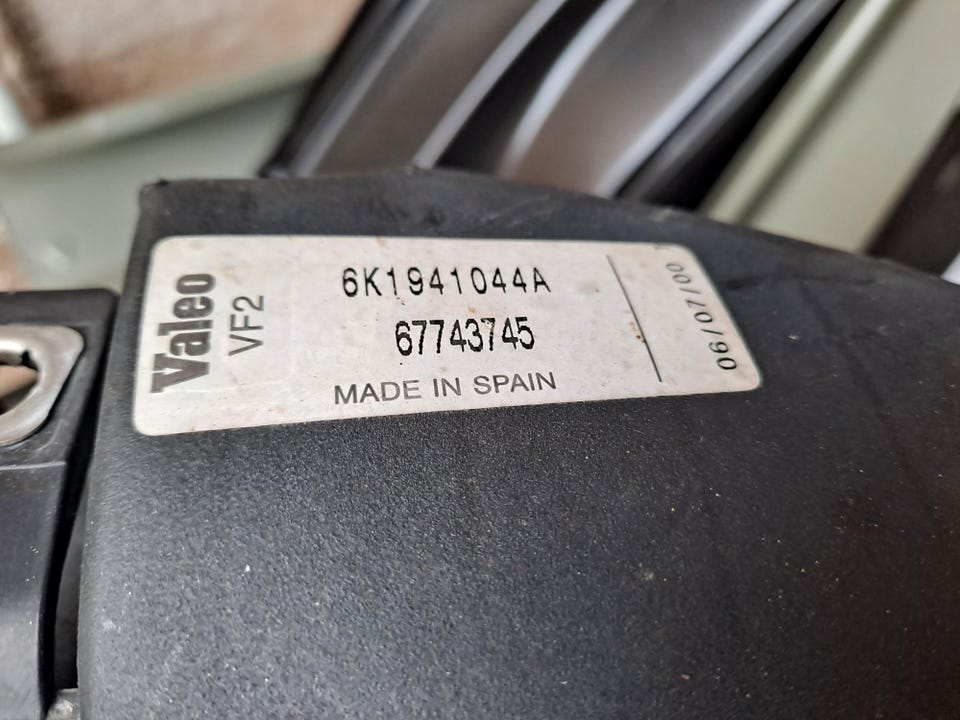 Valeo
VF2
6K1941044A
67743745
MADE IN SPAIN
06/07/00